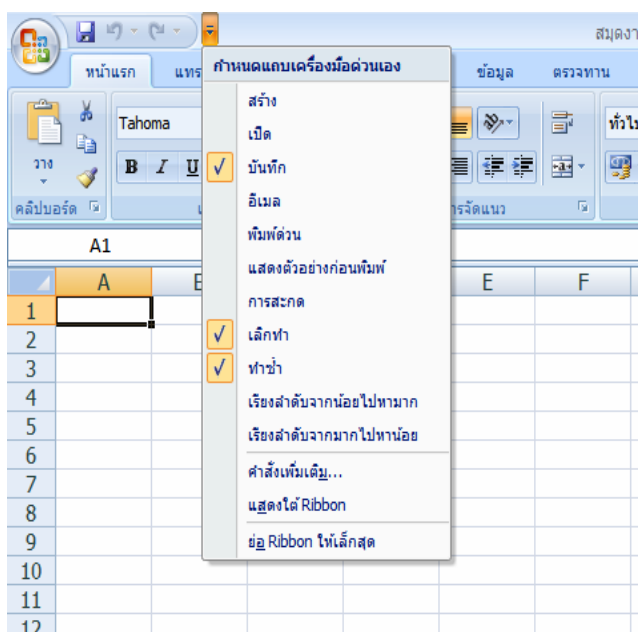 สมุดงา
หน้าแรก แทร ข้อมูล ตรวจทาน
กำหนดแถบเครื่องมือด่วนเอง
สร้าง
เปิด
บันทึก
อีเมล
พิมพ์ด่วน
แสดงตัวอย่างก่อนพิมพ์
การสะกด
เลิกทำ
ทำซ้ำ
เรียงลำดับจากน้อยไปหามาก
เรียงลำดับจากมากไปหาน้อย
คำสั่งเพิ่มเติม...
แสดงใต้ Ribbon
ย่อ Ribbon ให้เล็กสุด
Tahoma ทั่วไป
วาง B I U
คลิปบอร์ด ารจัดแนว
A1
A E F
1
2
3
4
5
6
7
8
9
10
11
12